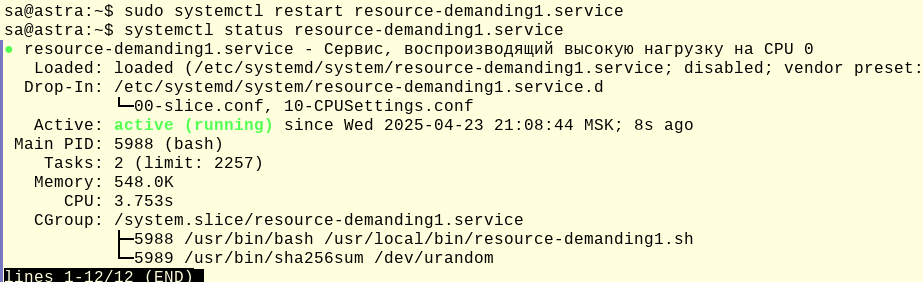 sa@astra:~$ sudo systemctl restart resource-demanding1.service
sa@astra:~$ systemctl status resource-demanding1.service
● resource-demanding1.service - Сервис, воспроизводящий высокую нагрузку на CPU 0
   Loaded: loaded (/etc/systemd/system/resource-demanding1.service; disabled; vendor preset:
  Drop-In: /etc/systemd/system/resource-demanding1.service.d
           └─00-slice.conf, 10-CPUSettings.conf
   Active: active (running) since Wed 2025-04-23 21:08:44 MSK; 8s ago
 Main PID: 5988 (bash)
    Tasks: 2 (limit: 2257)
   Memory: 548.0K
      CPU: 3.753s
   CGroup: /system.slice/resource-demanding1.service
           ├─5988 /usr/bin/bash /usr/local/bin/resource-demanding1.sh
           └─5989 /usr/bin/sha256sum /dev/urandom
lines 1-12/12 (END)